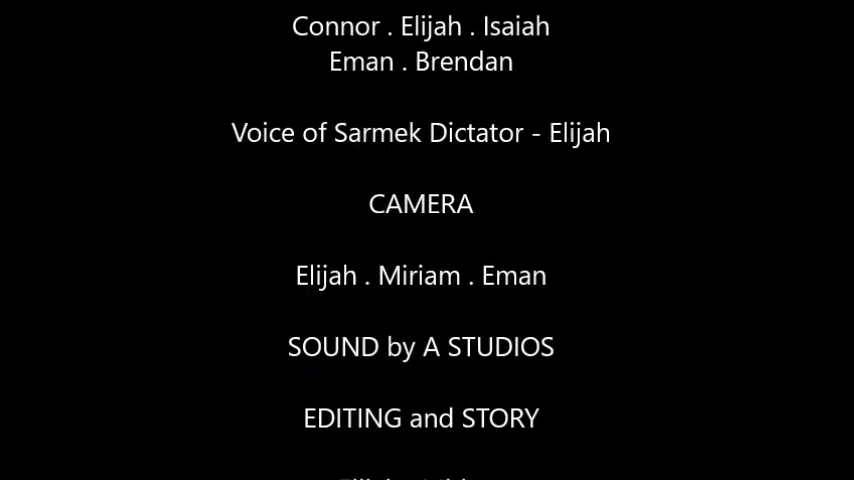 Connor . Elijah . Isaiah
Eman . Brendan
Voice of Sarmek Dictator - Elijah
CAMERA
Elijah . Miriam . Eman
SOUND by A STUDIOS
EDITING and STORY